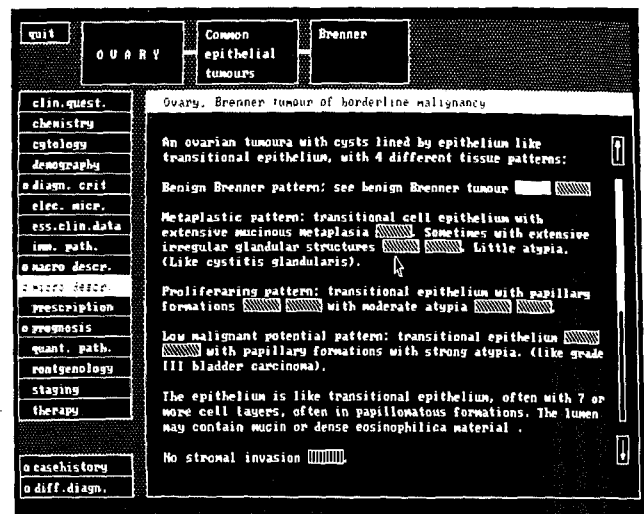 quit
OVARY
Common
epithelial
tumours
Brenner
clin.quest.
chemistry
cytology
demography
o diagn. crit
elec. micr.
ess.clin.data
imm. path.
o macro descr.
o micro descr.
prescription
o prognosis
quant. path.
rontgenology
staging
therapy
o casehistory
o diff.diagn.
Ovary, Brenner tumour of borderline malignancy
An ovarian tumoura with cysts lined by epithelium like
transitional epithelium, with 4 different tissue patterns:
Benign Brenner pattern: see benign Brenner tumour
Metaplastic pattern: transitional cell epithelium with
extensive mucinous metaplasia . Sometimes with extensive
irregular glandular structures . Little atypia.
(Like cystitis glandularis).
Proliferaring pattern: transitional epithelium with papillary
formations with moderate atypia .
Low malignant potential pattern: transitional epithelium
with papillary formations with strong atypia. (like grade
III bladder carcinoma).
The epithelium is like transitional epithelium, often with 7 or
more cell layers, often in papillomatous formations. The lumen
may contain mucin or dense eosinophilica material .
No stromal invasion .